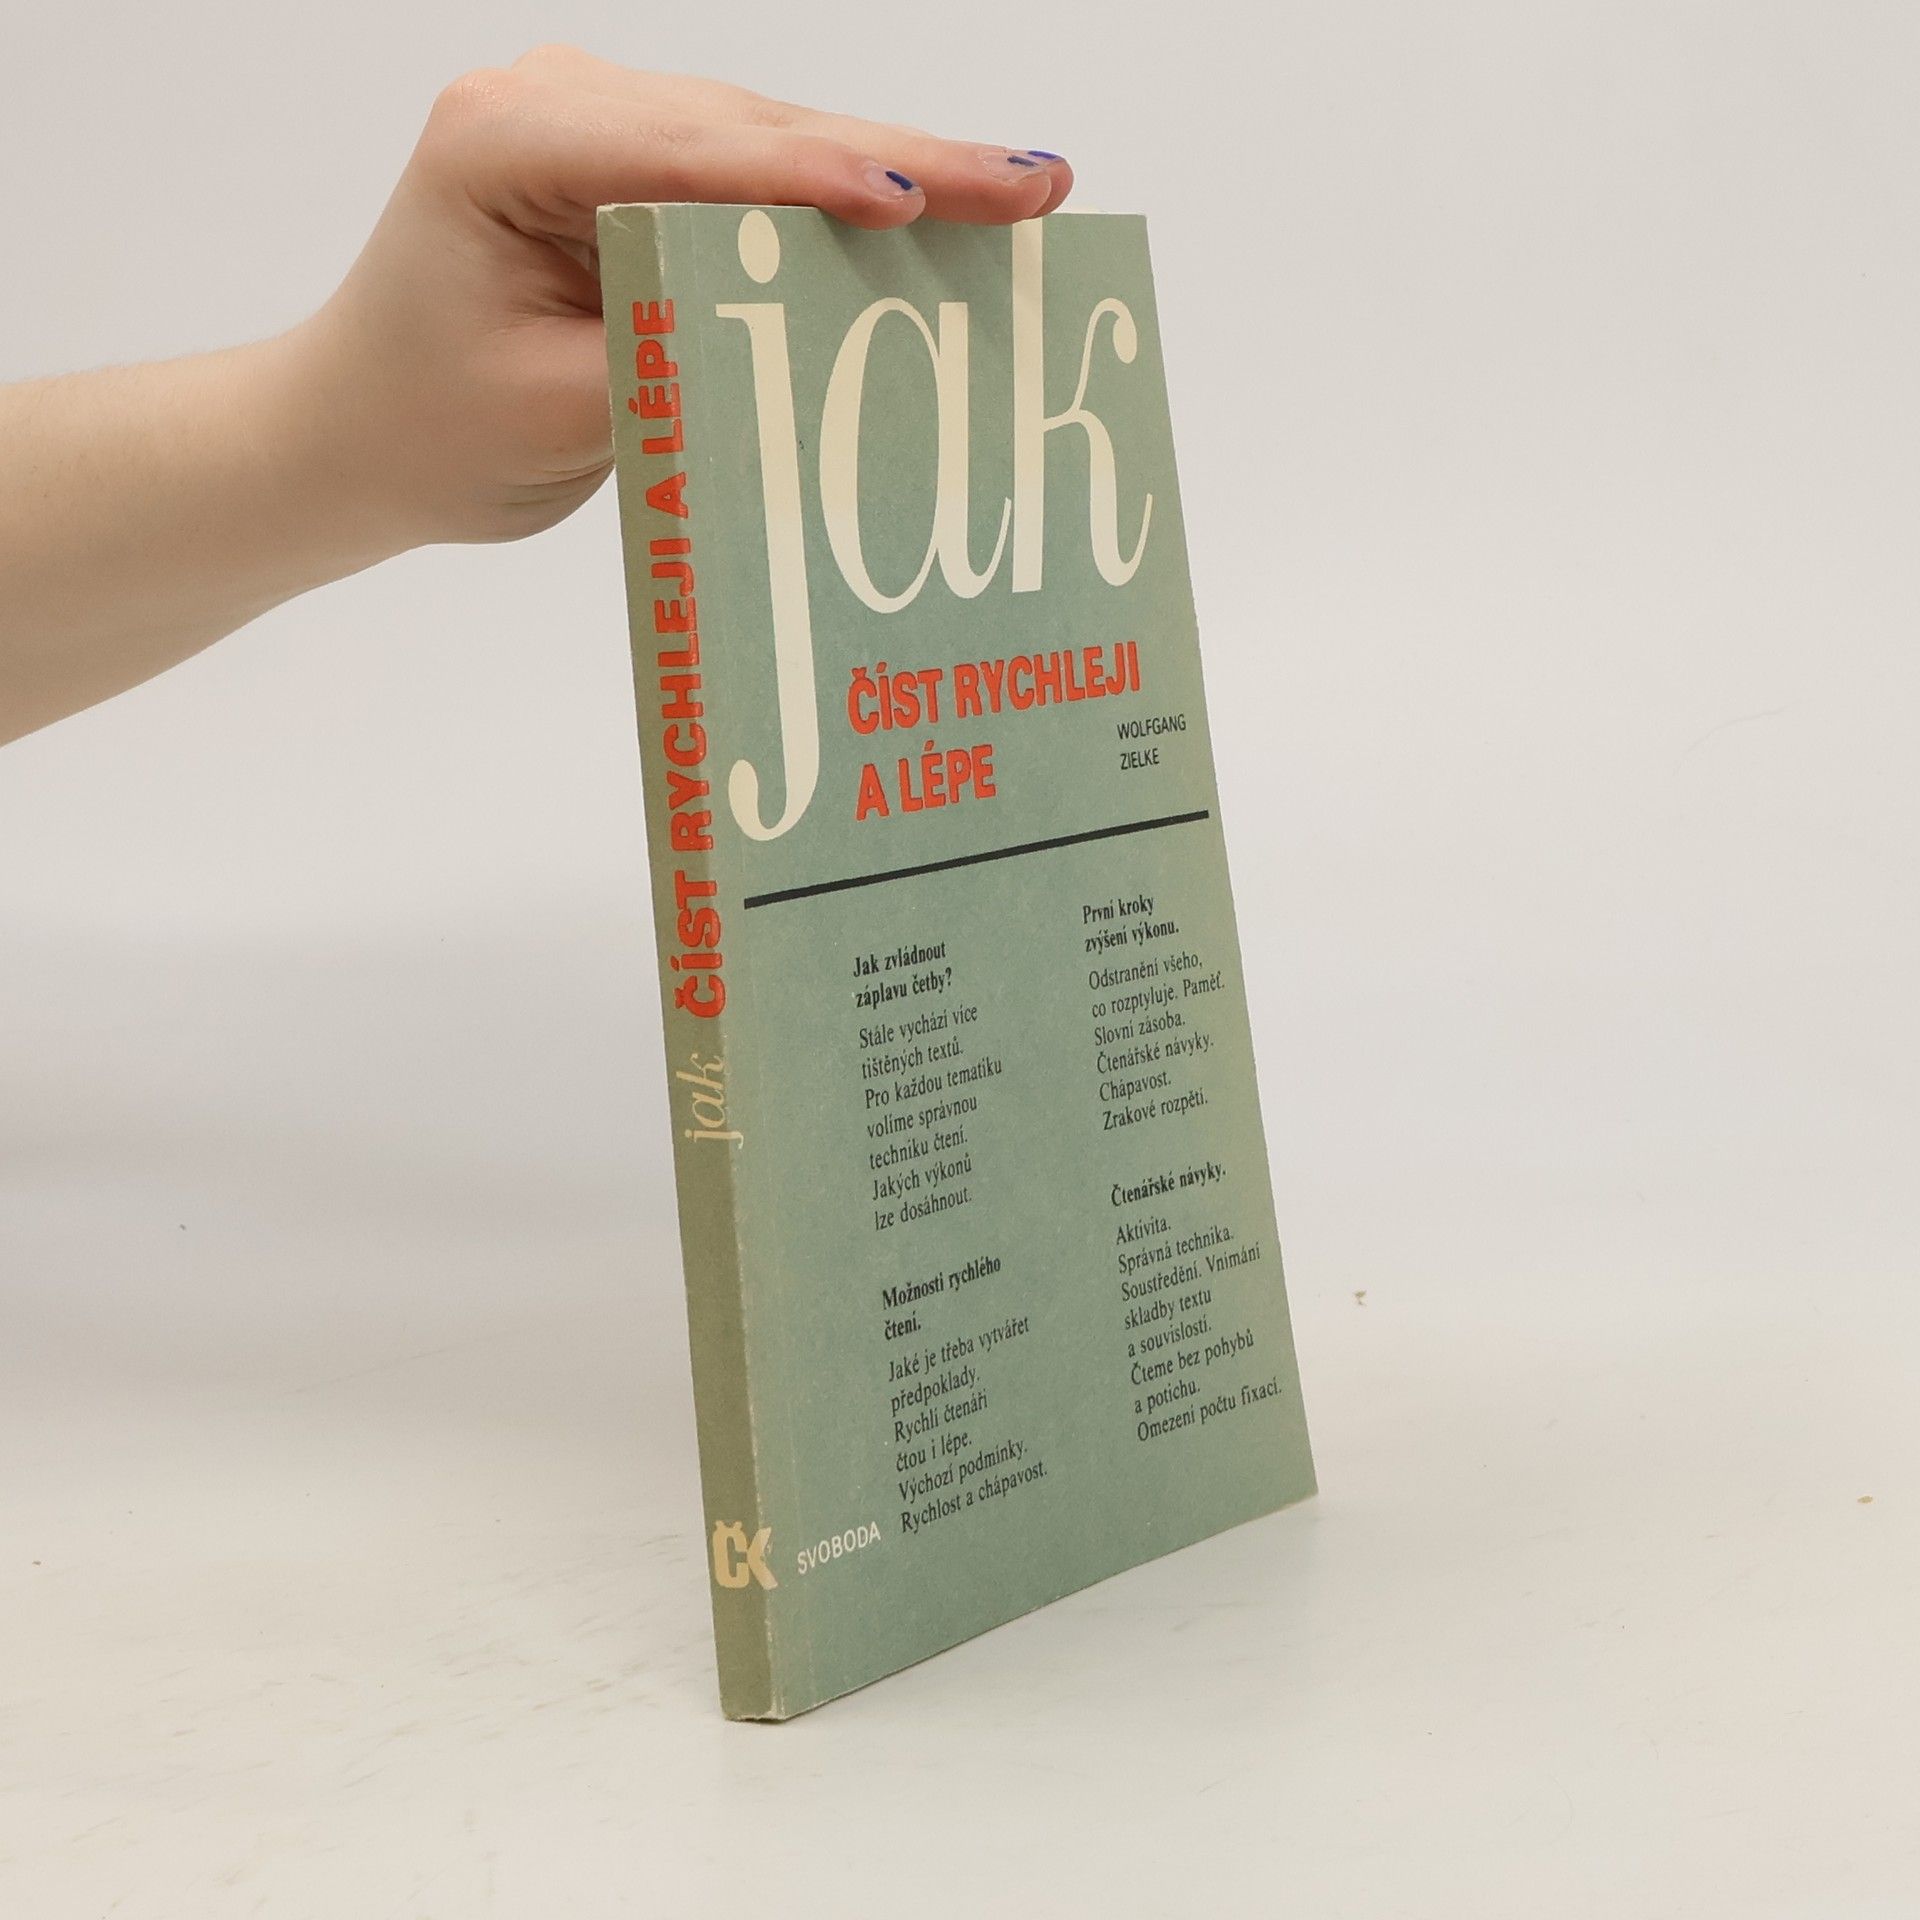 jak ČÍST RYCHLEJI A LÉPE
ČK
jak
ČÍST RYCHLEJI
A LÉPE
WOLFGANG
ZIELKE
Jak zvládnout
záplavu četby?
Stále vychází více
tištěných textů.
Pro každou tematiku
volíme správnou
techniku čtení.
Jakých výkonů
lze dosáhnout.
Možnosti rychlého
čtení.
Jaké je třeba vytvářet
předpoklady.
Rychlí čtenáři
čtou i lépe.
Výchozí podmínky.
Rychlost a chápavost.
První kroky
zvýšení výkonu.
Odstranění všeho,
co rozptyluje. Paměť.
Slovní zásoba.
Čtenářské návyky.
Chápavost.
Zrakové rozpětí.
Čtenářské návyky.
Aktivita.
Správná technika.
Soustředění. Vnímání
skladby textu
a souvislostí.
Čteme bez pohybů
a potichu.
Omezení počtu fixací.
SVOBODA